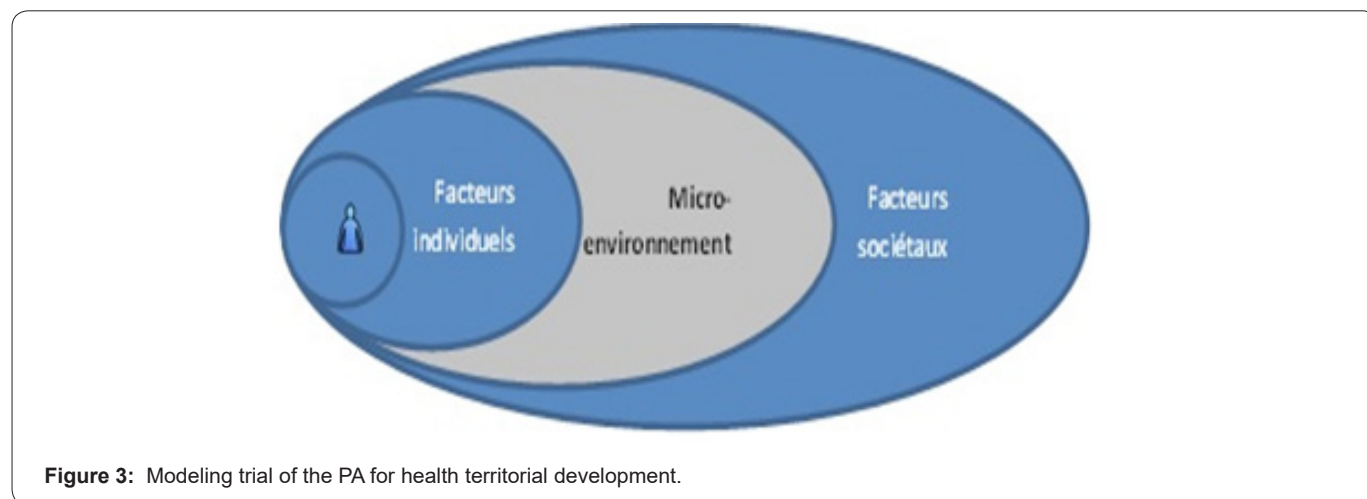 Facteurs
individuels
Micro-
environnement
Facteurs
sociétaux
Figure 3: Modeling trial of the PA for health territorial development.